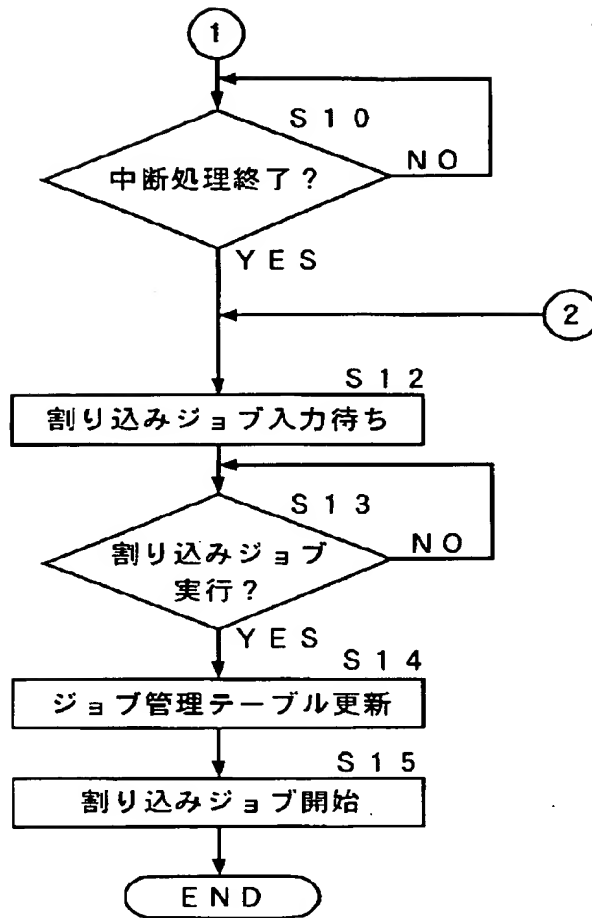 1
S10
中断処理終了?
NO
YES
2
S12
割り込みジョブ入力待ち
S13
割り込みジョブ
実行?
NO
YES
S14
ジョブ管理テーブル更新
S15
割り込みジョブ開始
END